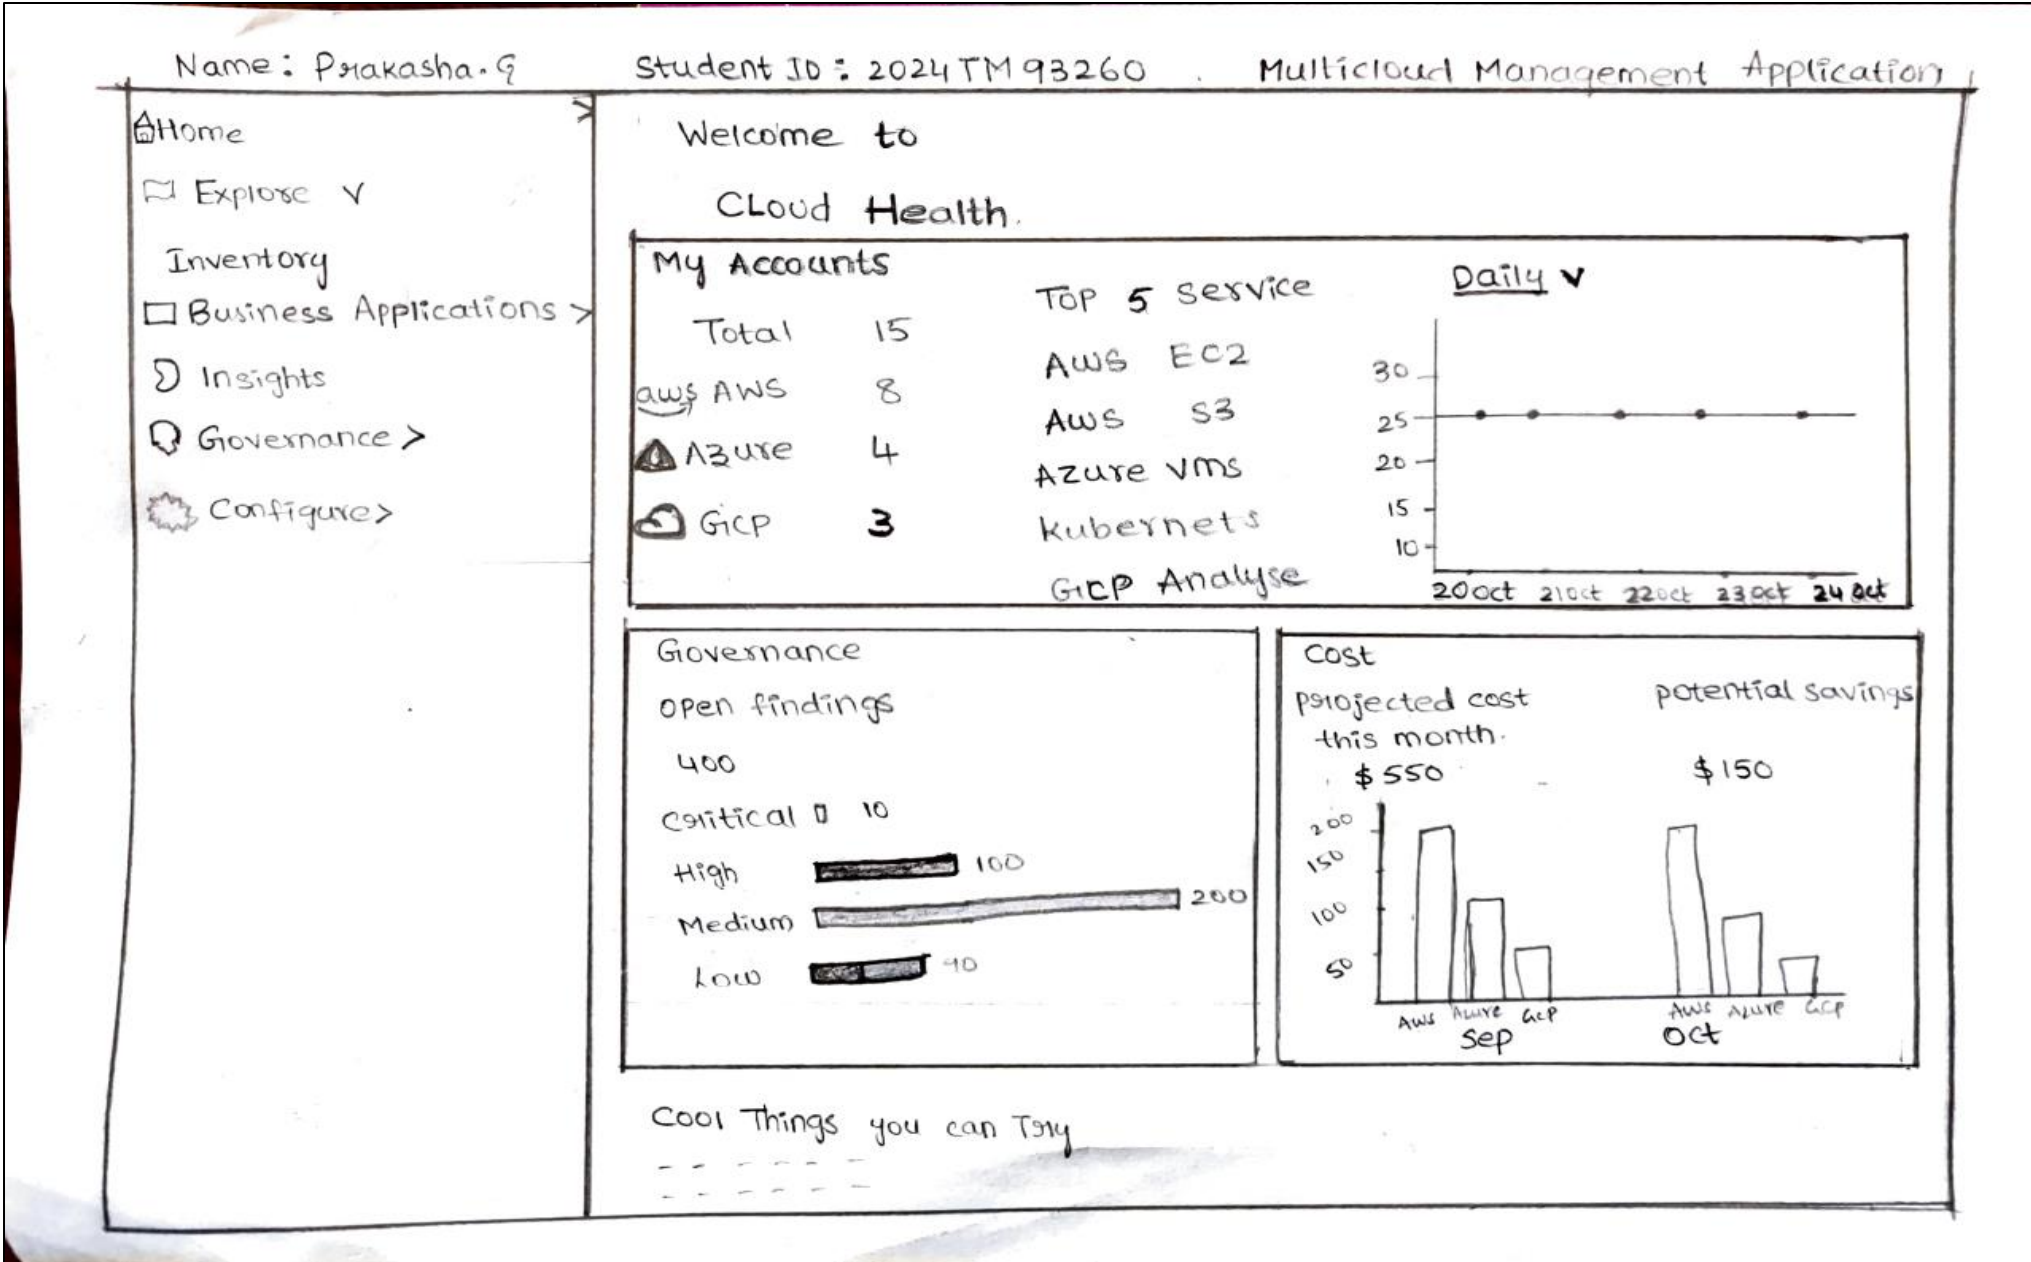 Name: Prakasha.G Student ID: 2024TM93260 Multicloud Management Application
Home
Explore v
Inventory
Business Applications >
Insights
Governance >
Configure >
Welcome to
CLoud Health.
My Accounts
Total 15
aws AWS 8
Azure 4
GCP 3
Top 5 service
AWS EC2
AWS S3
Azure VMs
kubernets
GCP Analyse
Daily v
30
25
20
15
10
20 Oct 21 Oct 22 Oct 23 Oct 24 Oct
Governance
open findings
400
Critical 10
High 100
Medium 200
Low 90
Cost
projected cost
this month.
$550
potential savings
$150
200
150
100
50
AWS Azure GCP
Sep
AWS Azure GCP
Oct
Cool Things you can Try